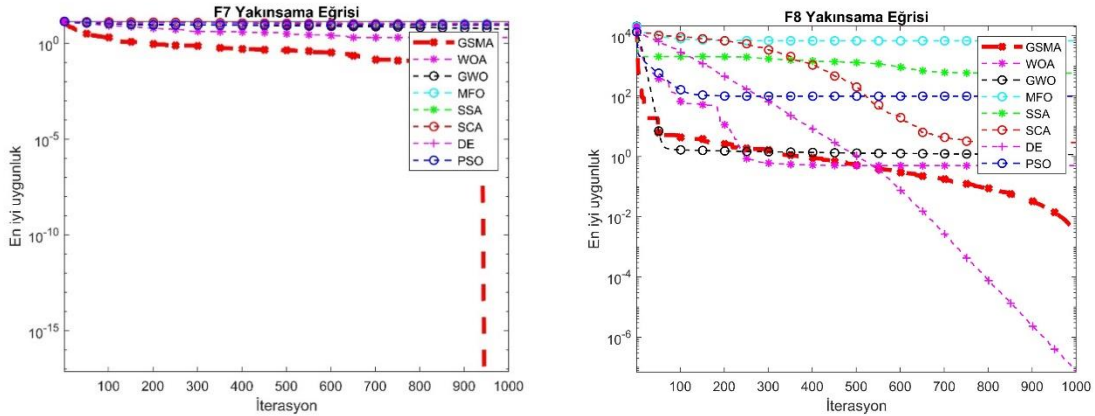 F7 Yakınsama Eğrisi
10^0
10^-5
10^-10
10^-15
En iyi uygunluk
100 200 300 400 500 600 700 800 900 1000
İterasyon
GSMA
WOA
GWO
MFO
SSA
SCA
DE
PSO
F8 Yakınsama Eğrisi
10^4
10^2
10^0
10^-2
10^-4
10^-6
En iyi uygunluk
100 200 300 400 500 600 700 800 900 1000
İterasyon
GSMA
WOA
GWO
MFO
SSA
SCA
DE
PSO